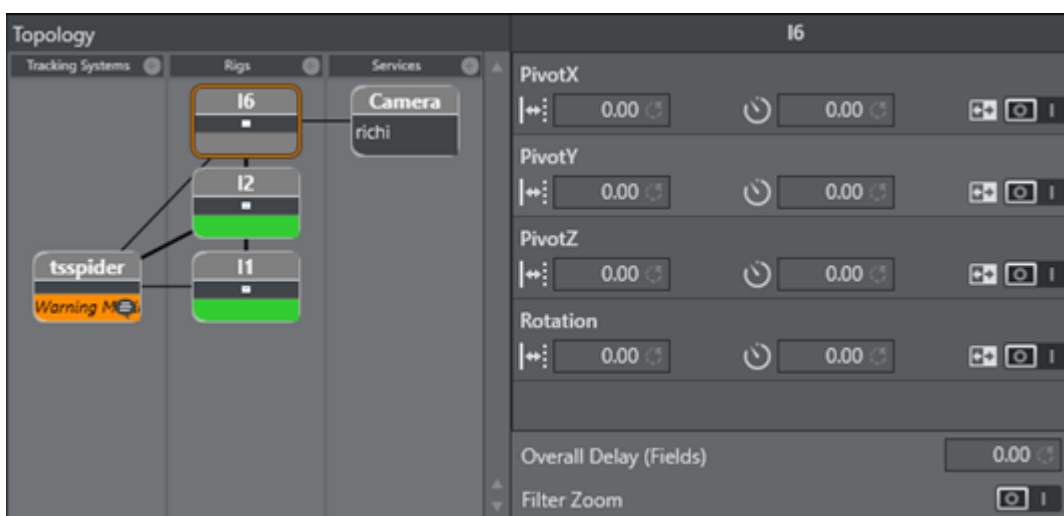 Topology
Tracking Systems
Rigs
Services
I6
Camera
richi
I2
tsspider
I1
Warning
I6
PivotX
0.00
0.00
PivotY
0.00
0.00
PivotZ
0.00
0.00
Rotation
0.00
0.00
Overall Delay (Fields)
0.00
Filter Zoom